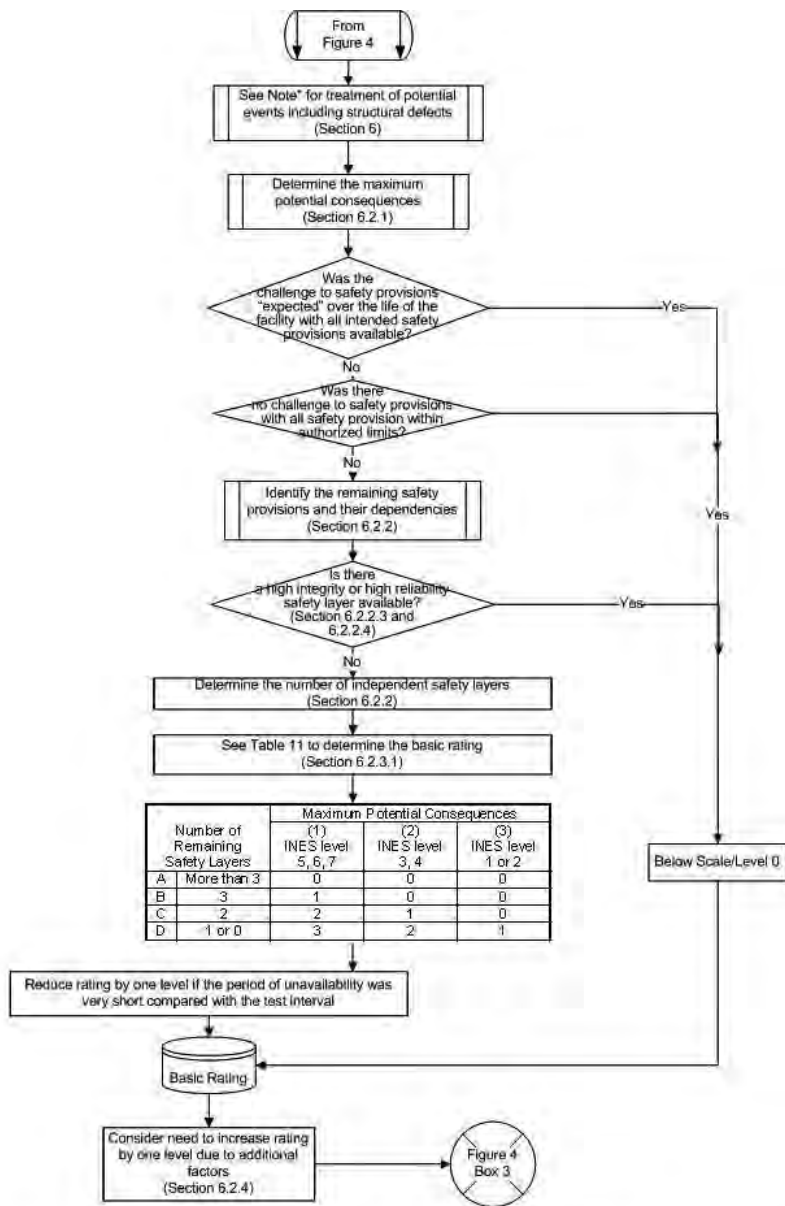 From
Figure 4
See Note* for treatment of potential
events including structural defects
(Section 6)
Determine the maximum
potential consequences
(Section 6.2.1)
Was the
challenge to safety provisions
"expected" over the life of the
facility with all intended safety
provisions available?
Yes
No
Was there
no challenge to safety provisions
with all safety provision within
authorized limits?
No
Yes
Identify the remaining safety
provisions and their dependencies
(Section 6.2.2)
Is there
a high integrity or high reliability
safety layer available?
(Section 6.2.2.3 and
6.2.2.4)
Yes
No
Determine the number of independent safety layers
(Section 6.2.2)
See Table 11 to determine the basic rating
(Section 6.2.3.1)
Number of
Remaining
Safety Layers
Maximum Potential Consequences
(1)
INES level
5, 6, 7
(2)
INES level
3, 4
(3)
INES level
1 or 2
A More than 3 0 0 0
B 3 1 0 0
C 2 2 1 0
D 1 or 0 3 2 1
Below Scale/Level 0
Reduce rating by one level if the period of unavailability was
very short compared with the test interval
Basic Rating
Consider need to increase rating
by one level due to additional
factors
(Section 6.2.4)
Figure 4
Box 3